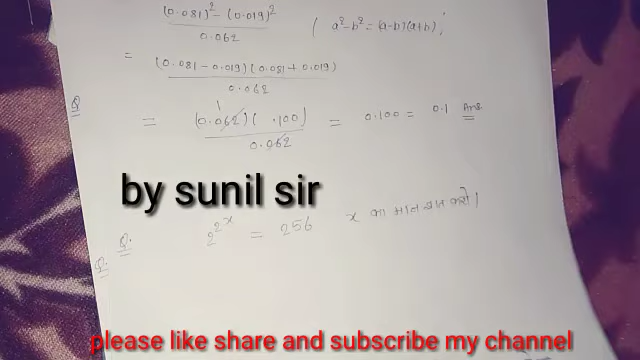 (0.081)² - (0.019)² / 0.062 ( a²-b² = (a-b)(a+b) )
= (0.081 - 0.019) (0.081 + 0.019) / 0.062
Q = (0.062)( .100) / 0.062 = 0.100 = 0.1 Ans
by sunil sir
Q. Q. 2^2^x = 256 x का मान ज्ञात करो।
please like share and subscribe my channel